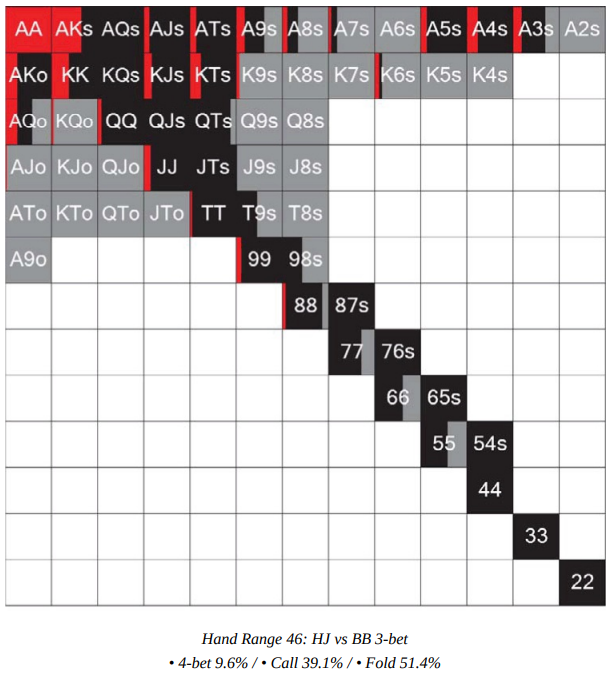 AA AKs AQs AJs ATs A9s A8s A7s A6s A5s A4s A3s A2s
AKo KK KQs KJs KTs K9s K8s K7s K6s K5s K4s
AQo KQo QQ QJs QTs Q9s Q8s
AJo KJo QJo JJ JTs J9s J8s
ATo KTo QTo JTo TT T9s T8s
A9o 99 98s
88 87s
77 76s
66 65s
55 54s
44
33
22
Hand Range 46: HJ vs BB 3-bet
• 4-bet 9.6% / • Call 39.1% / • Fold 51.4%